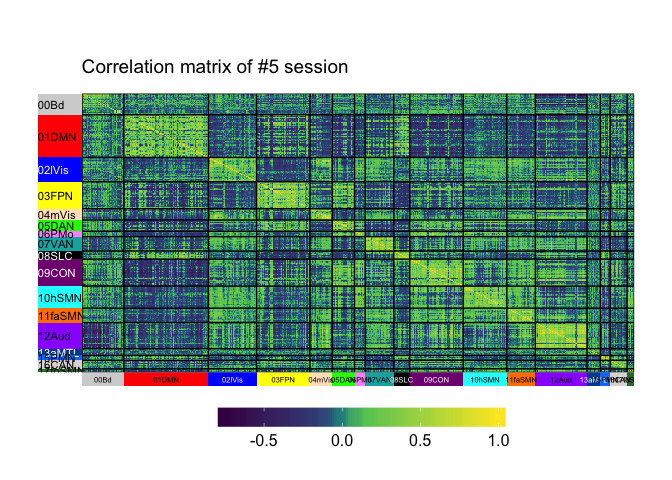 Correlation matrix of #5 session
00Bd
01DMN
02lVis
03FPN
04mVis
05DAN
06PMo
07VAN
08SLC
09CON
10hSMN
11faSMN
12Aud
13aMTL
00Bd 01DMN 02lVis 03FPN 04mVis 05DAN 07VAN 08SLC 09CON 10hSMN 11faSMN 12Aud
-0.5 0.0 0.5 1.0